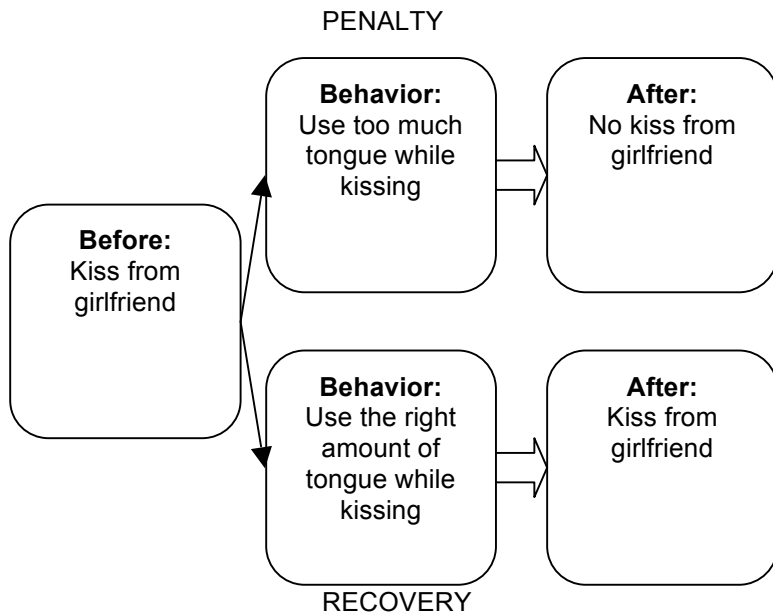 PENALTY
Behavior:
Use too much
tongue while
kissing
After:
No kiss from
girlfriend
Before:
Kiss from
girlfriend
Behavior:
Use the right
amount of
tongue while
kissing
After:
Kiss from
girlfriend
RECOVERY